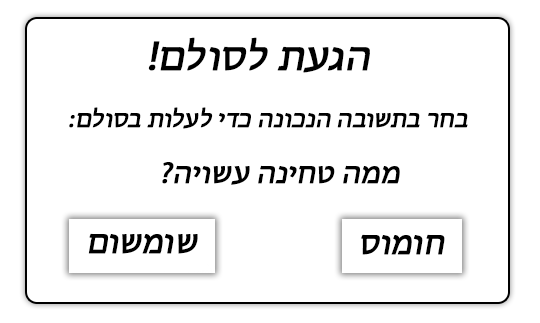 הגעת לסולם!
בחר בתשובה הנכונה כדי לעלות בסולם:
ממה טחינה עשויה?
חומוס
שומשום